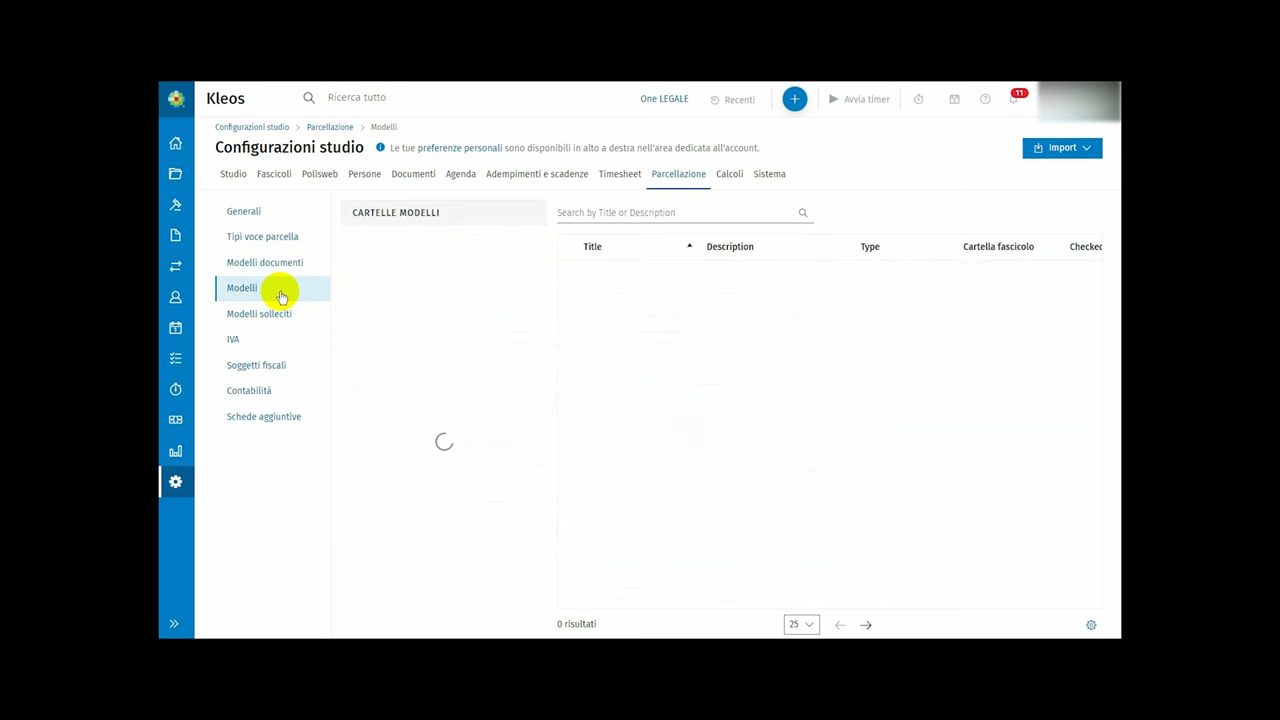 Kleos
Ricerca tutto
One LEGALE
Recenti
Avvia timer
11
Configurazioni studio > Parcellazione > Modelli
Configurazioni studio
Le tue preferenze personali sono disponibili in alto a destra nell'area dedicata all'account.
Import
Studio Fascicoli Polisweb Persone Documenti Agenda Adempimenti e scadenze Timesheet Parcellazione Calcoli Sistema
Generali
Tipi voce parcella
Modelli documenti
Modelli
Modelli solleciti
IVA
Soggetti fiscali
Contabilità
Schede aggiuntive
CARTELLE MODELLI
Search by Title or Description
Title Description Type Cartella fascicolo Checked
0 risultati
25